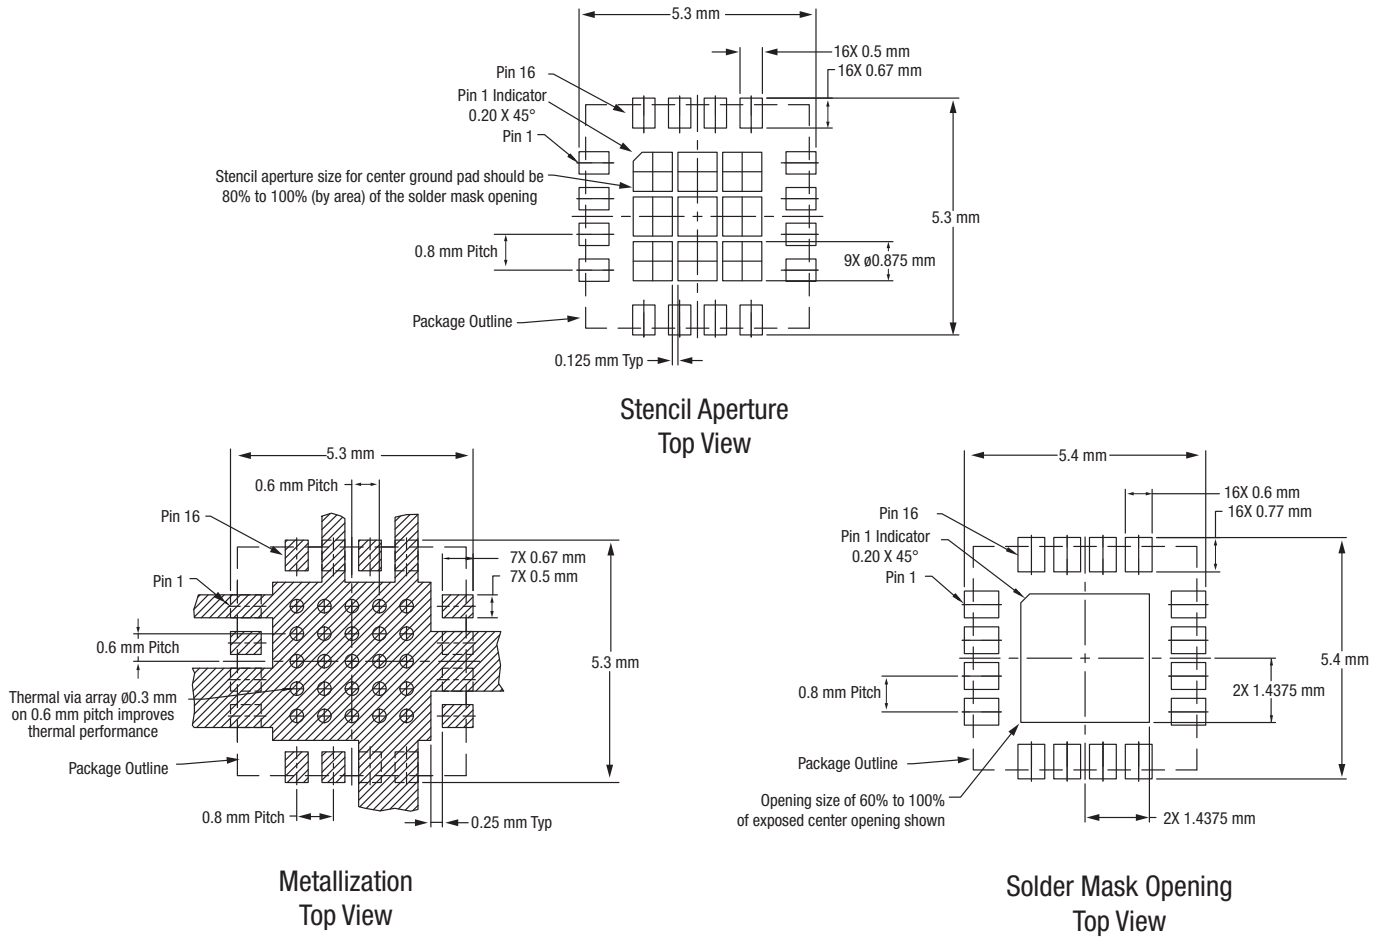 5.3 mm
16X 0.5 mm
16X 0.67 mm
Pin 16
Pin 1 Indicator
0.20 X 45°
Pin 1
Stencil aperture size for center ground pad should be
80% to 100% (by area) of the solder mask opening
5.3 mm
0.8 mm Pitch
9X ø0.875 mm
Package Outline
0.125 mm Typ
Stencil Aperture
Top View
5.3 mm
0.6 mm Pitch
Pin 16
7X 0.67 mm
7X 0.5 mm
Pin 1
0.6 mm Pitch
5.3 mm
Thermal via array ø0.3 mm
on 0.6 mm pitch improves
thermal performance
Package Outline
0.8 mm Pitch
0.25 mm Typ
Metallization
Top View
5.4 mm
16X 0.6 mm
16X 0.77 mm
Pin 16
Pin 1 Indicator
0.20 X 45°
Pin 1
5.4 mm
0.8 mm Pitch
2X 1.4375 mm
Package Outline
Opening size of 60% to 100%
of exposed center opening shown
2X 1.4375 mm
Solder Mask Opening
Top View